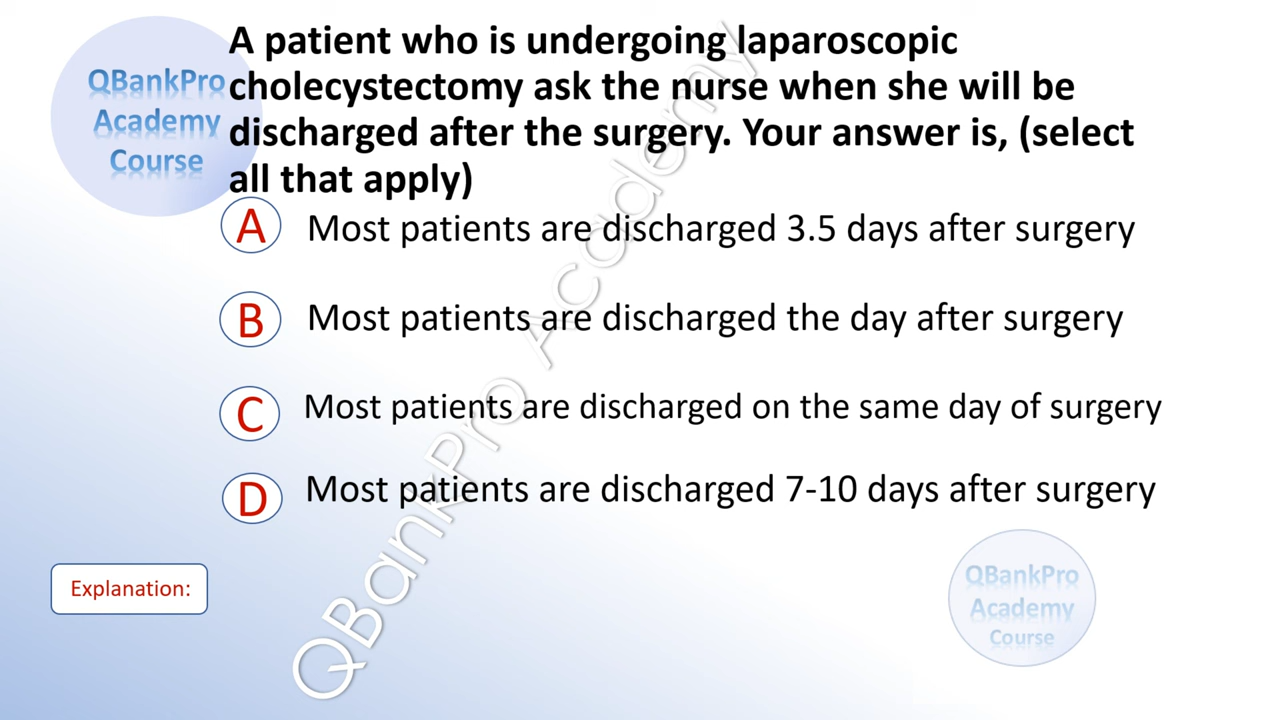 QBankPro
Academy
Course
A patient who is undergoing laparoscopic
cholecystectomy ask the nurse when she will be
discharged after the surgery. Your answer is, (select
all that apply)
A Most patients are discharged 3.5 days after surgery
B Most patients are discharged the day after surgery
C Most patients are discharged on the same day of surgery
D Most patients are discharged 7-10 days after surgery
Explanation:
QBankPro Academy
QBankPro
Academy
Course